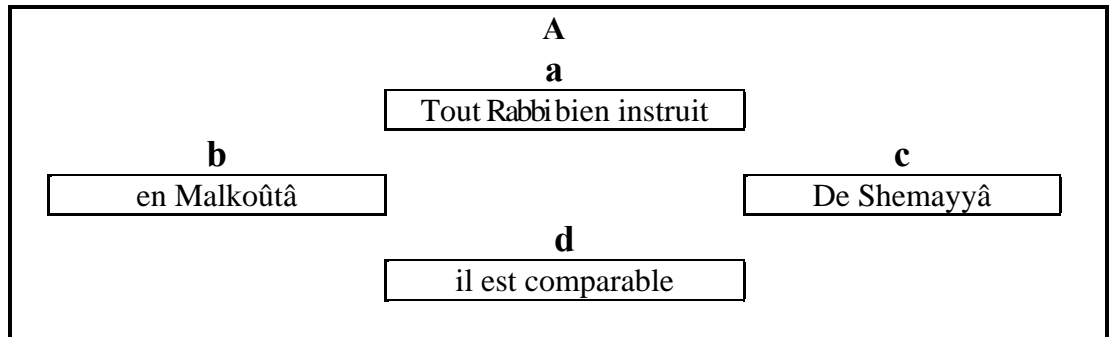 A
a
Tout Rabbi bien instruit
b c
en Malkoûtâ De Shemayyâ
d
il est comparable